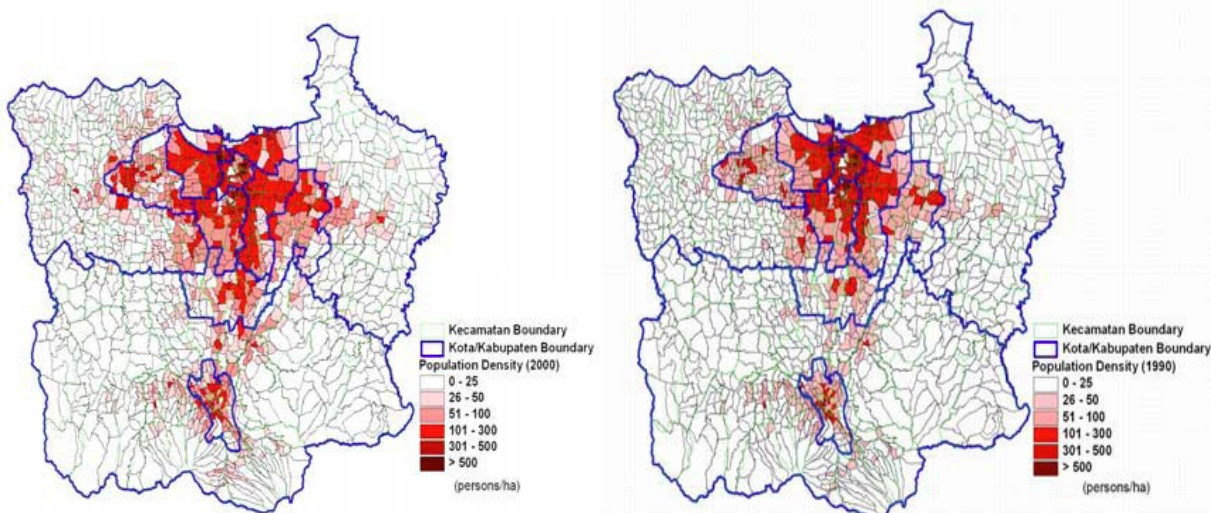 Kecamatan Boundary
Kota/Kabupaten Boundary
Population Density (2000)
0 - 25
26 - 50
51 - 100
101 - 300
301 - 500
> 500
(persons/ha)
Kecamatan Boundary
Kota/Kabupaten Boundary
Population Density (1990)
0 - 25
26 - 50
51 - 100
101 - 300
301 - 500
> 500
(persons/ha)